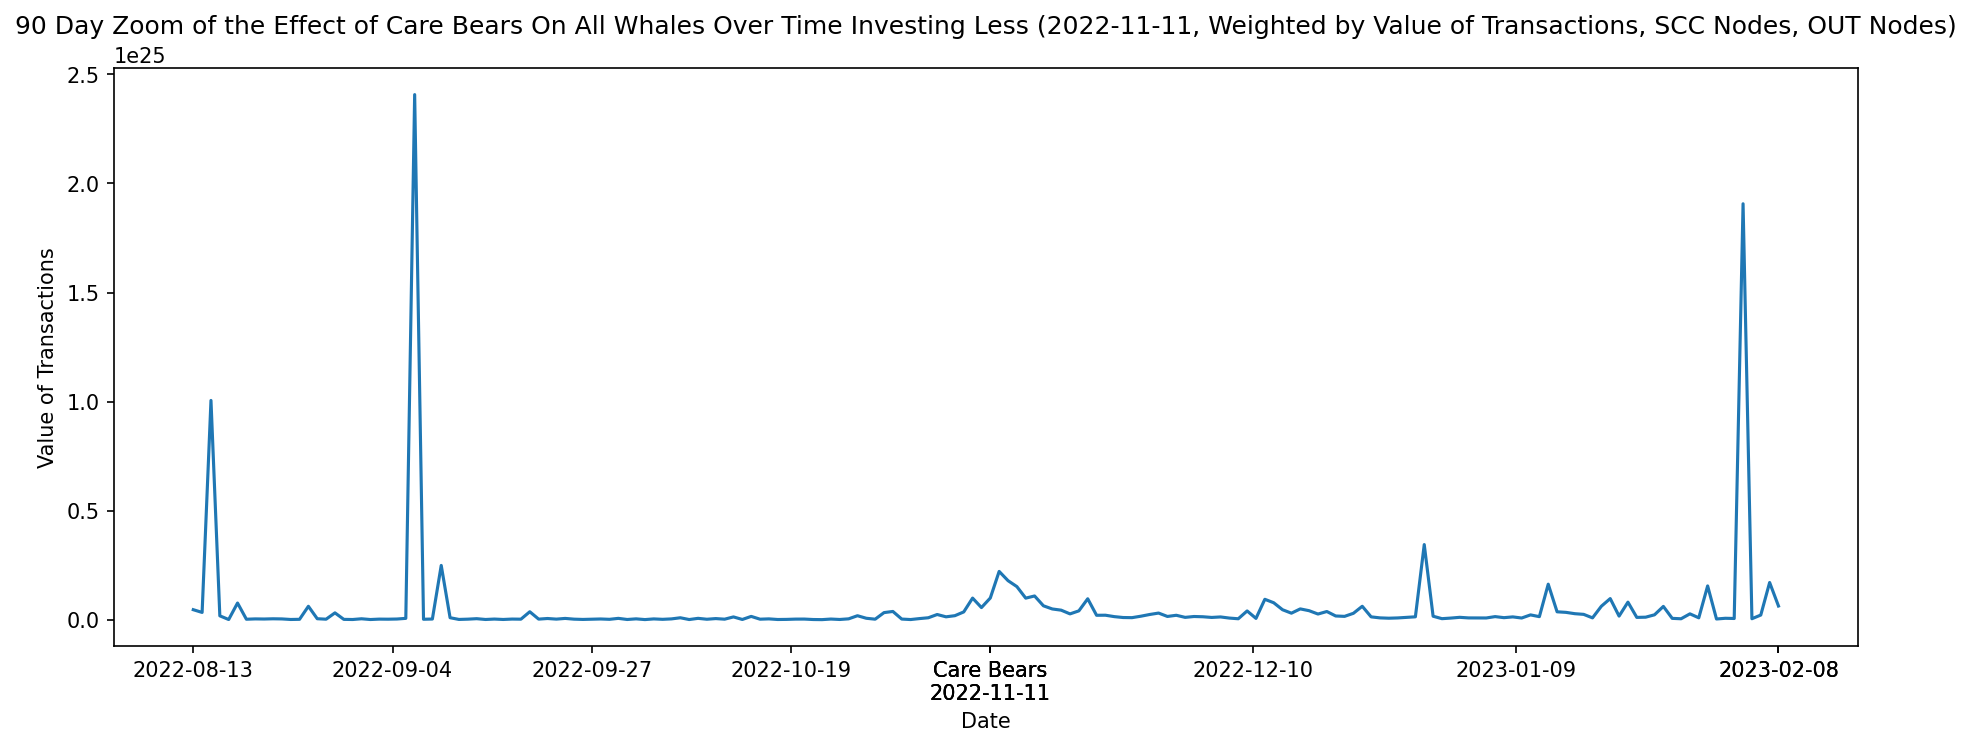 90 Day Zoom of the Effect of Care Bears On All Whales Over Time Investing Less (2022-11-11, Weighted by Value of Transactions, SCC Nodes, OUT Nodes)
1e25
2.5
2.0
1.5
1.0
0.5
0.0
Value of Transactions
2022-08-13 2022-09-04 2022-09-27 2022-10-19 Care Bears 2022-12-10 2023-01-09 2023-02-08
2022-11-11
Date